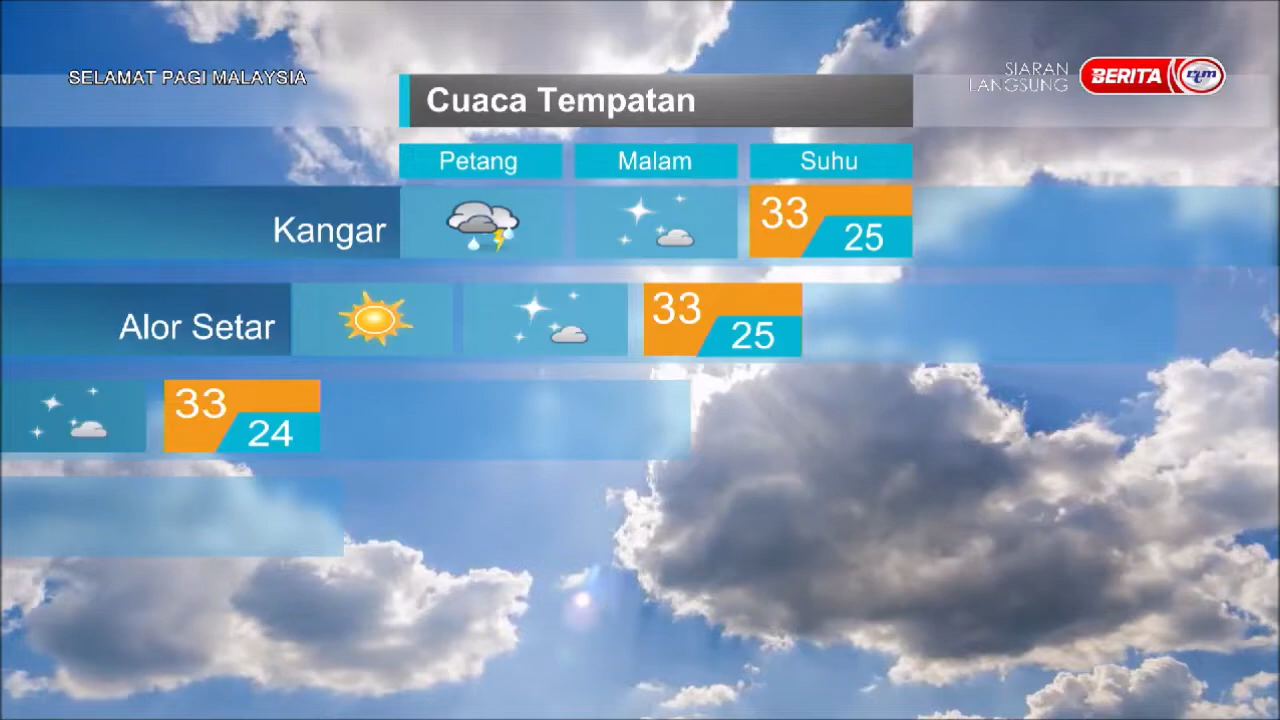 SELAMAT PAGI MALAYSIA
SIARAN
LANGSUNG
BERITA rtm
Cuaca Tempatan
Petang Malam Suhu
Kangar 33 25
Alor Setar 33 25
33 24